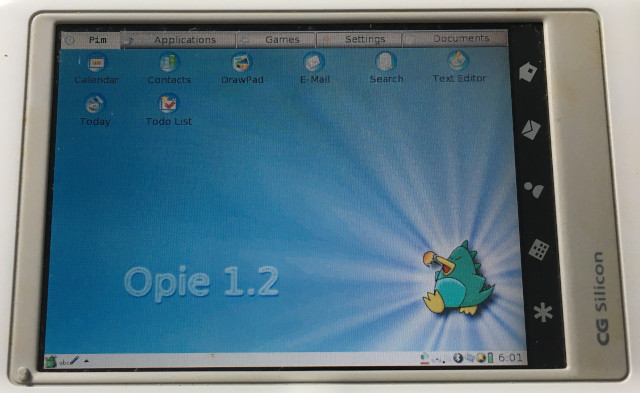 Pim Applications Games Settings Documents
Calendar Contacts DrawPad E-Mail Search Text Editor
Today Todo List
Opie 1.2
abc 6:01
CG Silicon